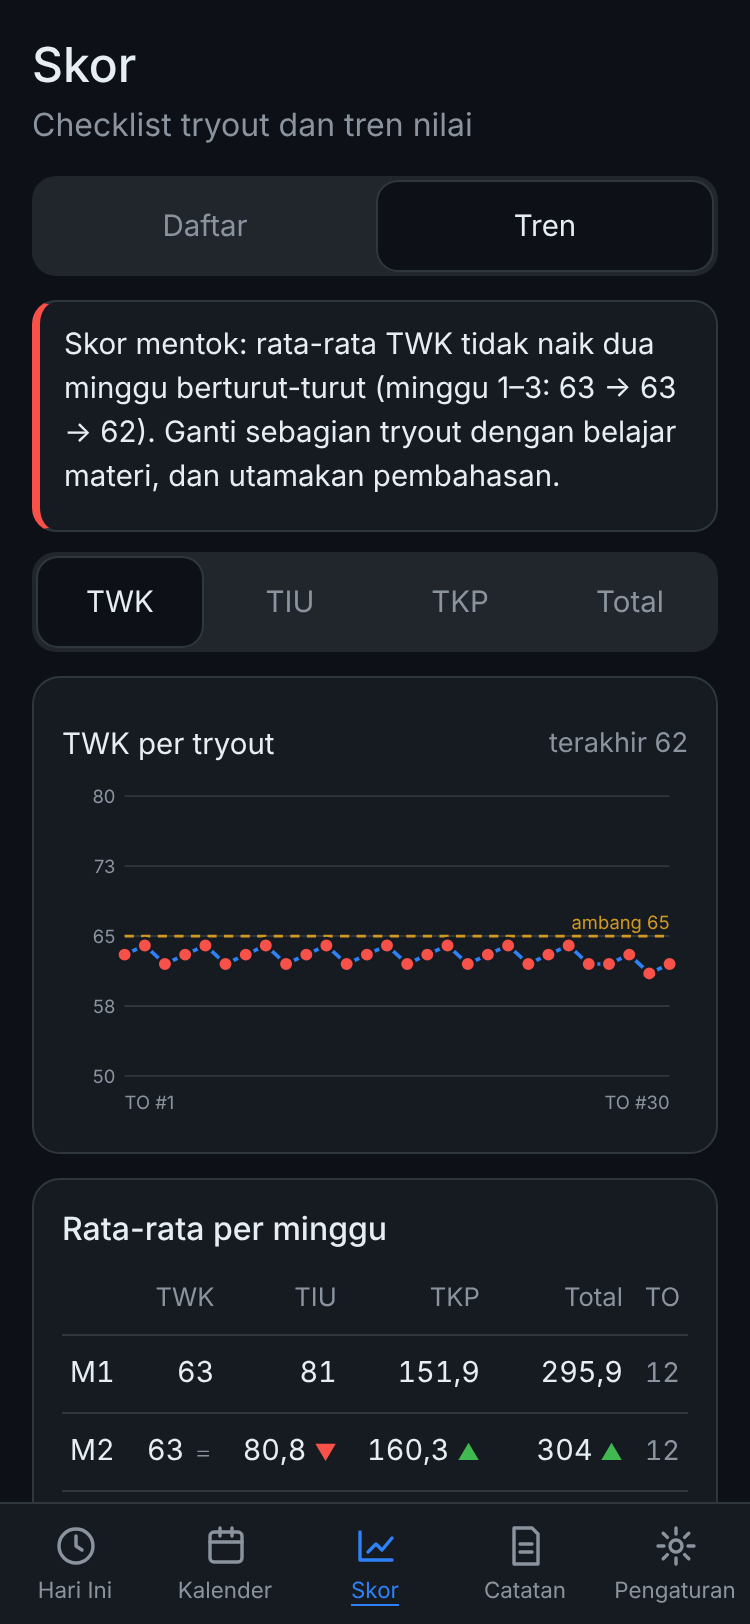 Skor
Checklist tryout dan tren nilai
Daftar Tren
Skor mentok: rata-rata TWK tidak naik dua
minggu berturut-turut (minggu 1–3: 63 → 63
→ 62). Ganti sebagian tryout dengan belajar
materi, dan utamakan pembahasan.
TWK TIU TKP Total
TWK per tryout terakhir 62
80
73
ambang 65
65
58
50
TO #1 TO #30
Rata-rata per minggu
TWK TIU TKP Total TO
M1 63 81 151,9 295,9 12
M2 63 = 80,8 ▼ 160,3 ▲ 304 ▲ 12
Hari Ini Kalender Skor Catatan Pengaturan